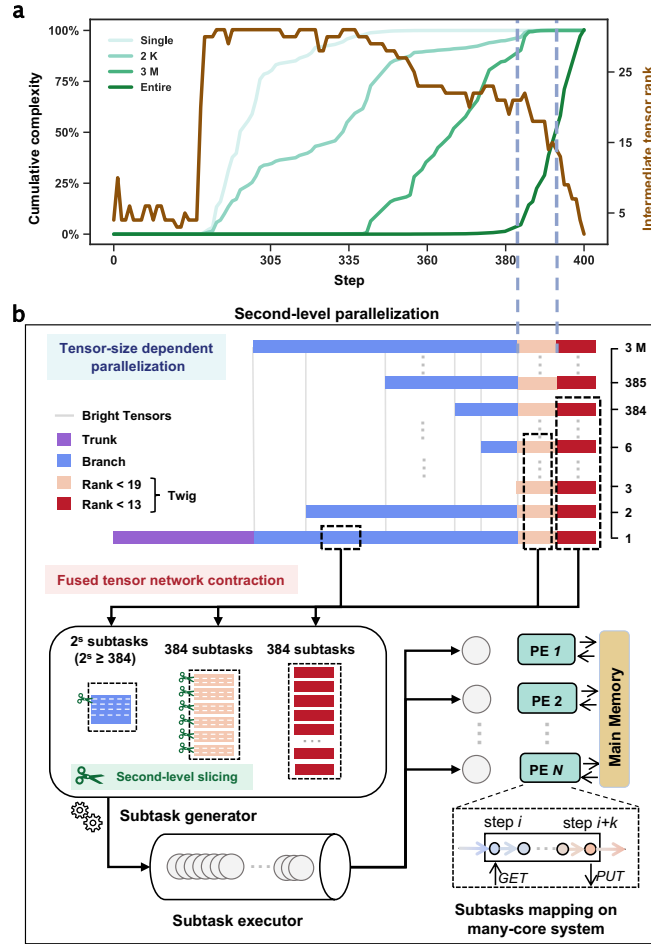 a
100%
75%
50%
25%
0%
Cumulative complexity
Single
2 K
3 M
Entire
30
15
5
Intermediate tensor rank
0
305
335
360
380
400
Step
b
Second-level parallelization
Tensor-size dependent
parallelization
Bright Tensors
Trunk
Branch
Rank < 19
Rank < 13
Twig
3 M
385
384
6
3
2
1
Fused tensor network contraction
2ˢ subtasks
(2ˢ ≥ 384)
384 subtasks
384 subtasks
Second-level slicing
Subtask generator
Subtask executor
PE 1
PE 2
PE N
Main Memory
step i
step i+k
GET
PUT
Subtasks mapping on
many-core system